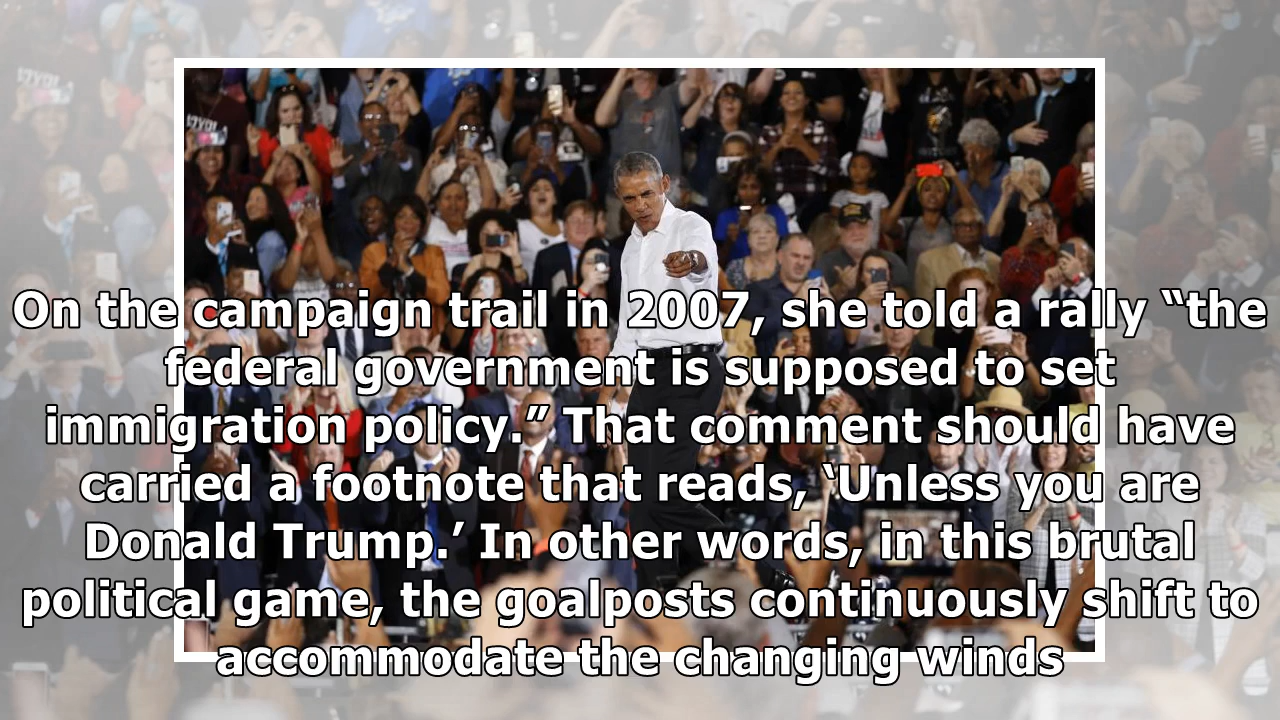 On the campaign trail in 2007, she told a rally “the
federal government is supposed to set
immigration policy.” That comment should have
carried a footnote that reads, ‘Unless you are
Donald Trump.’ In other words, in this brutal
political game, the goalposts continuously shift to
accommodate the changing winds